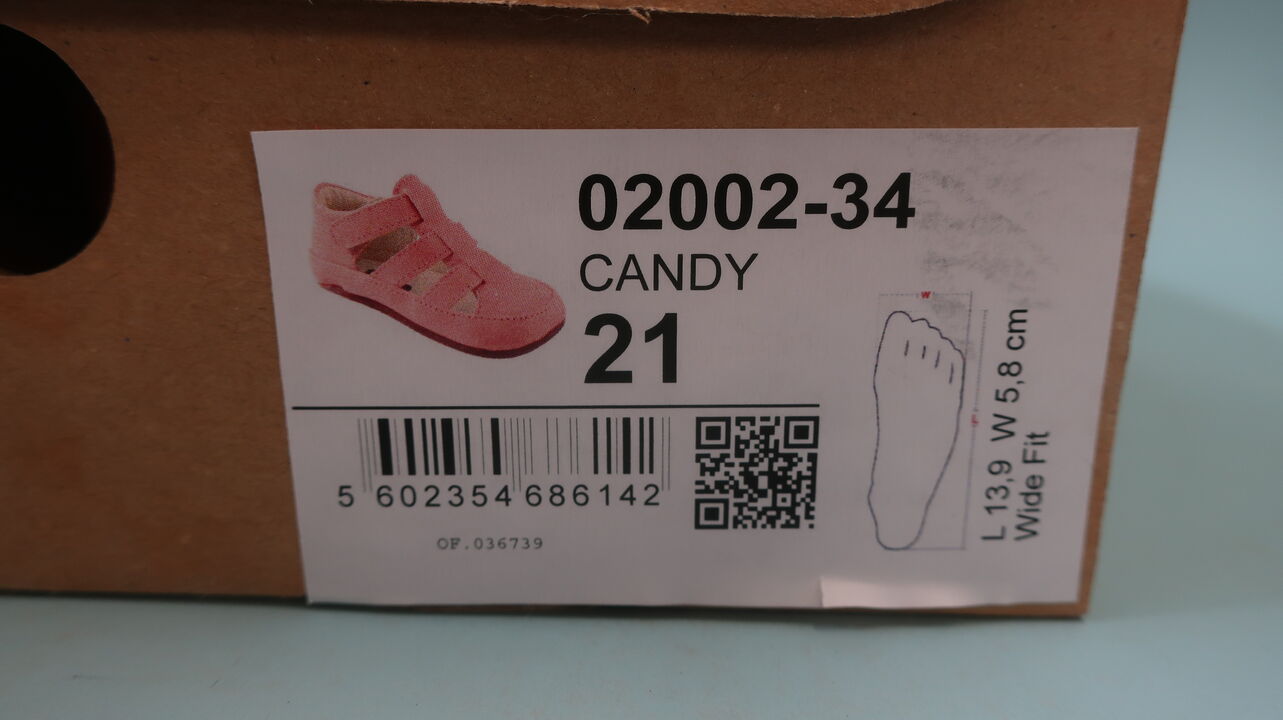 02002-34
CANDY
21
5 602354 686142
OF.036739
W
L 13,9 W 5,8 cm
Wide Fit